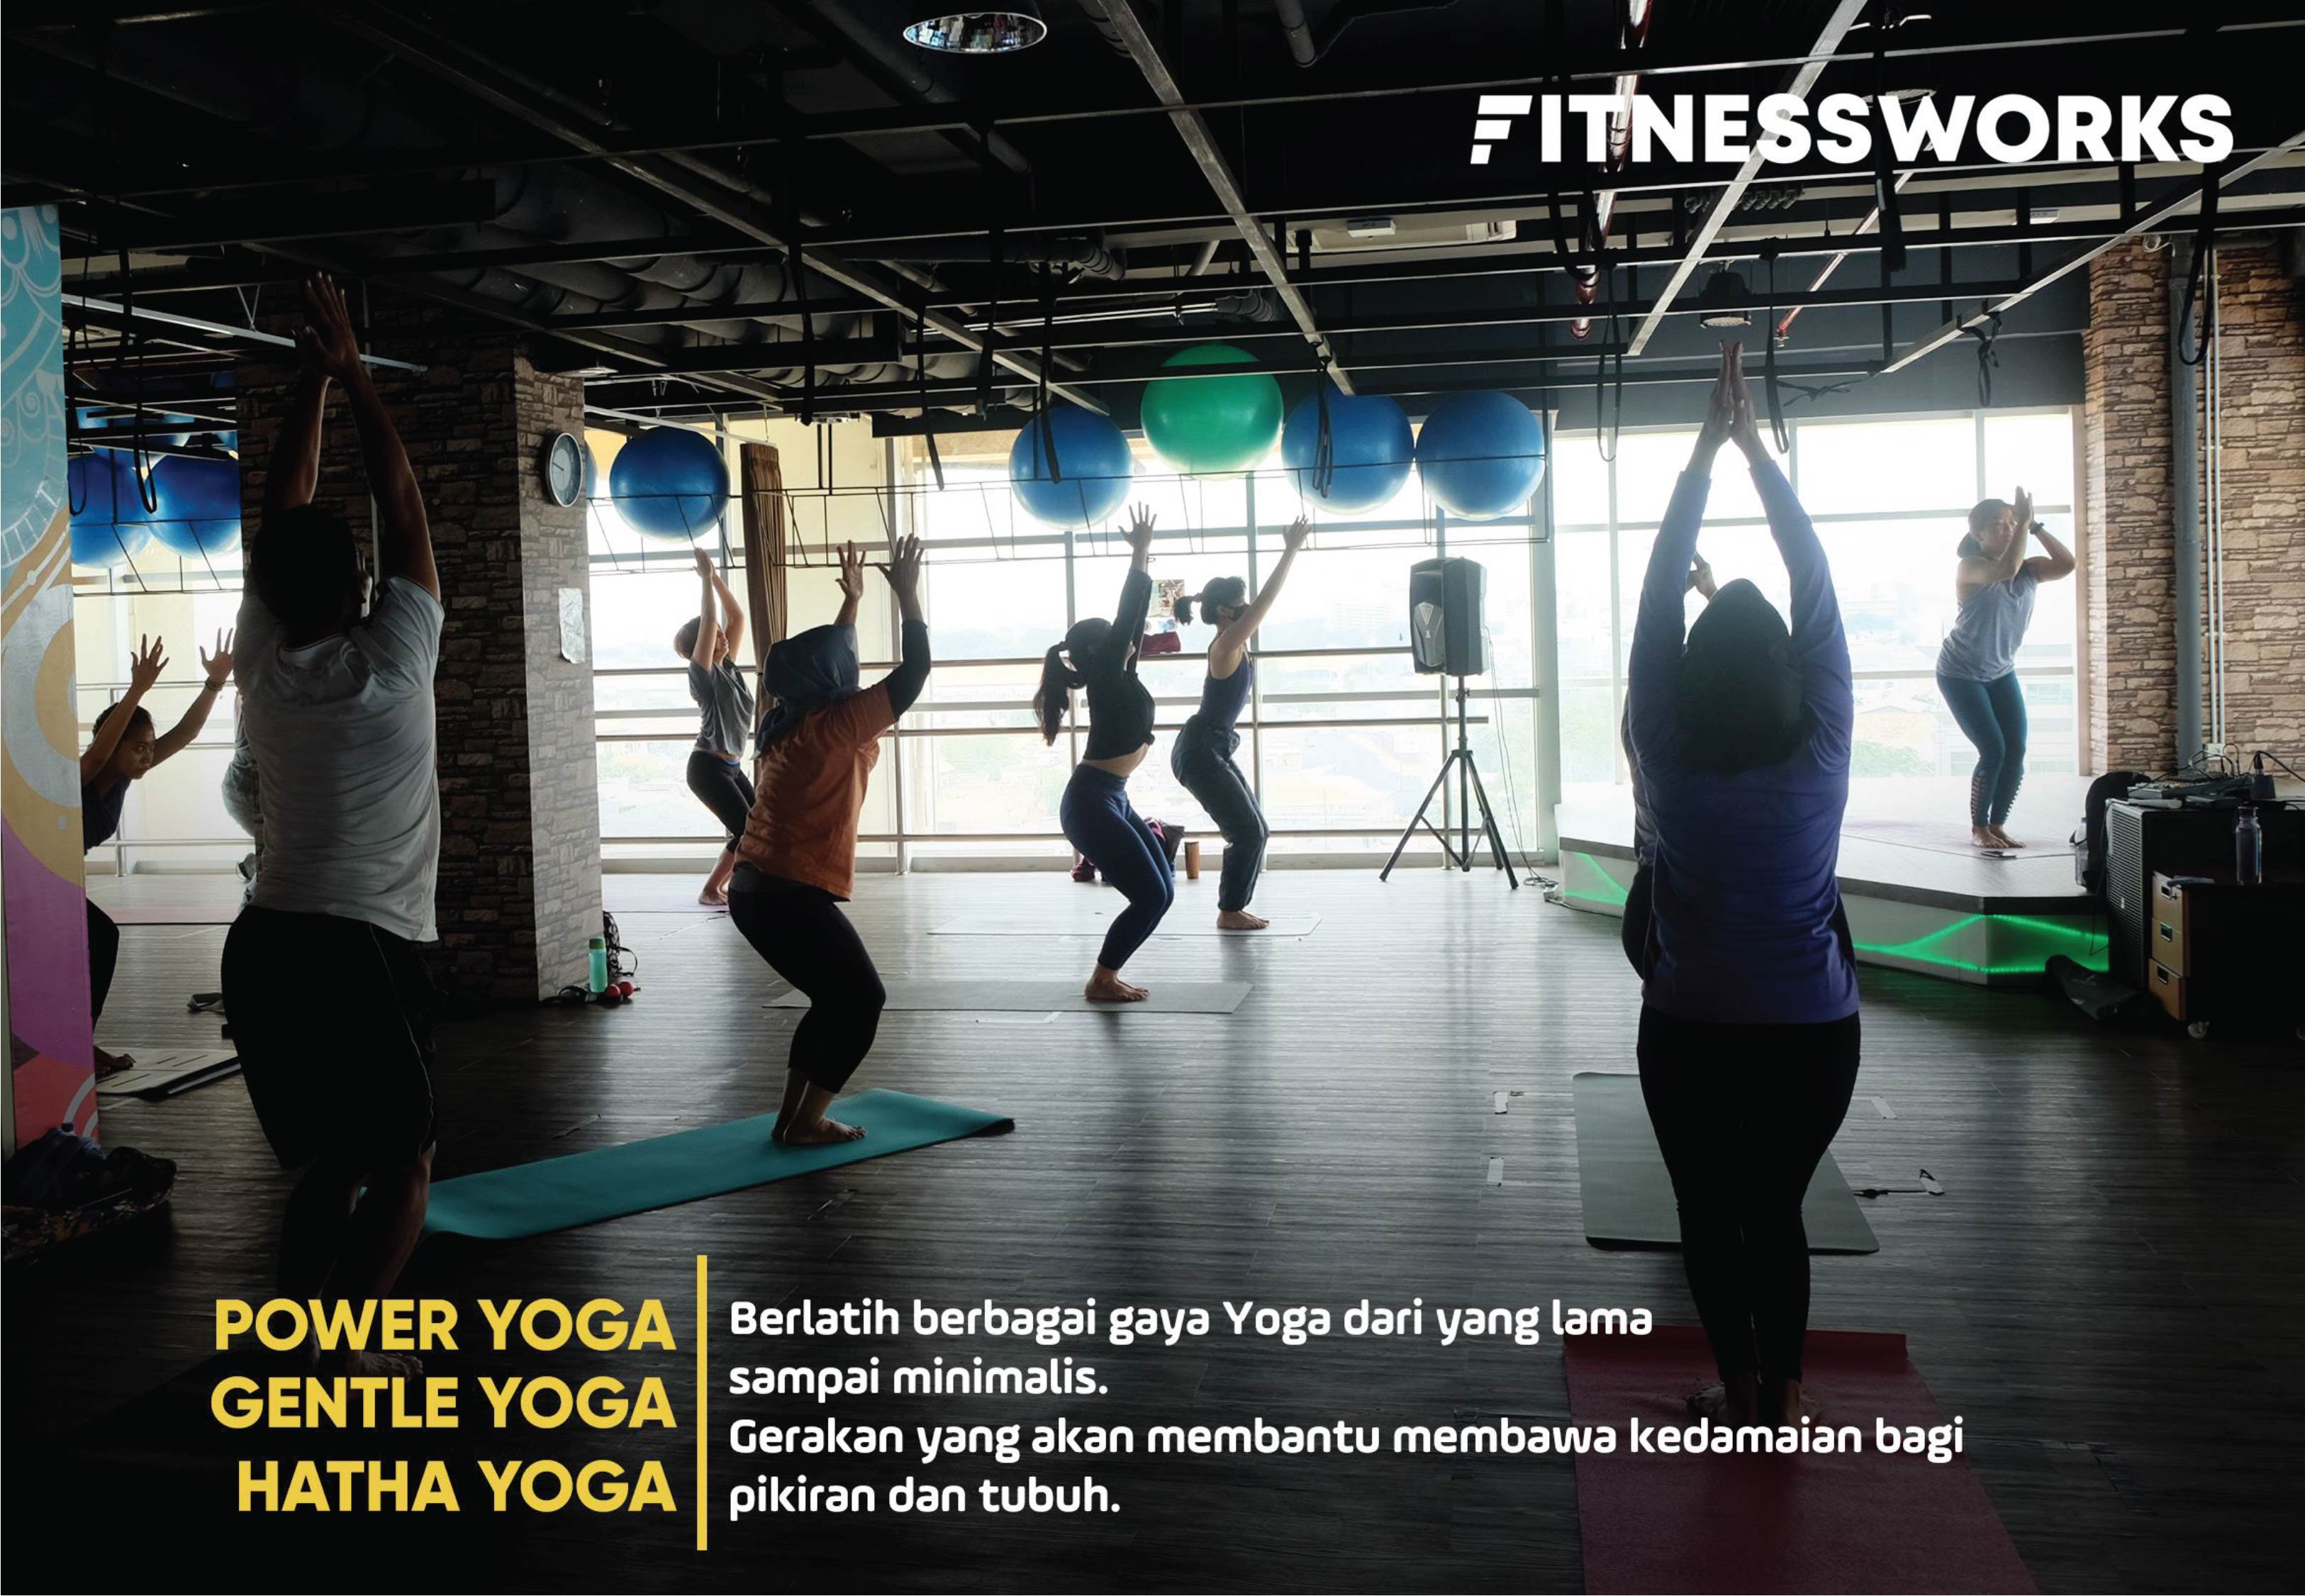 FITNESSWORKS
POWER YOGA
GENTLE YOGA
HATHA YOGA
Berlatih berbagai gaya Yoga dari yang lama
sampai minimalis.
Gerakan yang akan membantu membawa kedamaian bagi
pikiran dan tubuh.